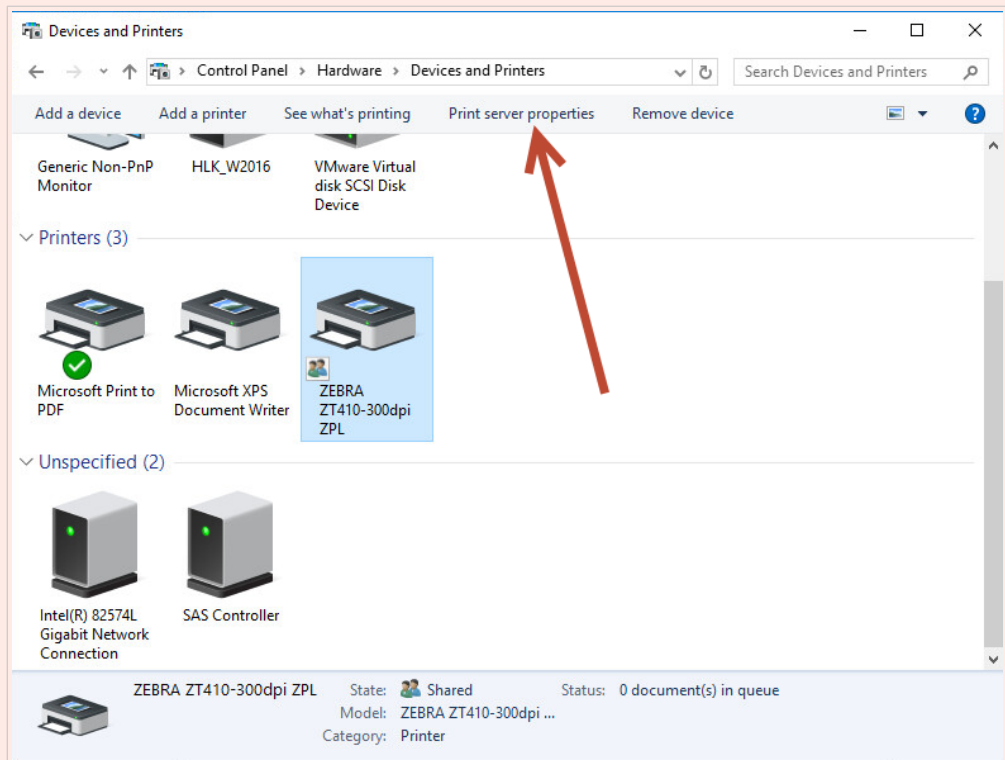 Devices and Printers
Control Panel > Hardware > Devices and Printers
Search Devices and Printers
Add a device Add a printer See what's printing Print server properties Remove device
Generic Non-PnP
Monitor
HLK_W2016
VMware Virtual
disk SCSI Disk
Device
Printers (3)
Microsoft Print to
PDF
Microsoft XPS
Document Writer
ZEBRA
ZT410-300dpi
ZPL
Unspecified (2)
Intel(R) 82574L
Gigabit Network
Connection
SAS Controller
ZEBRA ZT410-300dpi ZPL State: Shared Status: 0 document(s) in queue
Model: ZEBRA ZT410-300dpi ...
Category: Printer